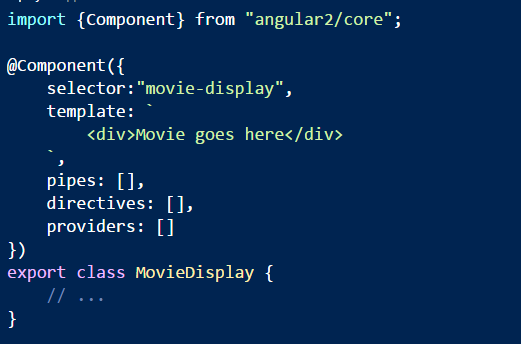 import {Component} from "angular2/core";
@Component({
selector:"movie-display",
template: `
<div>Movie goes here</div>
`,
pipes: [],
directives: [],
providers: []
})
export class MovieDisplay {
// ...
}